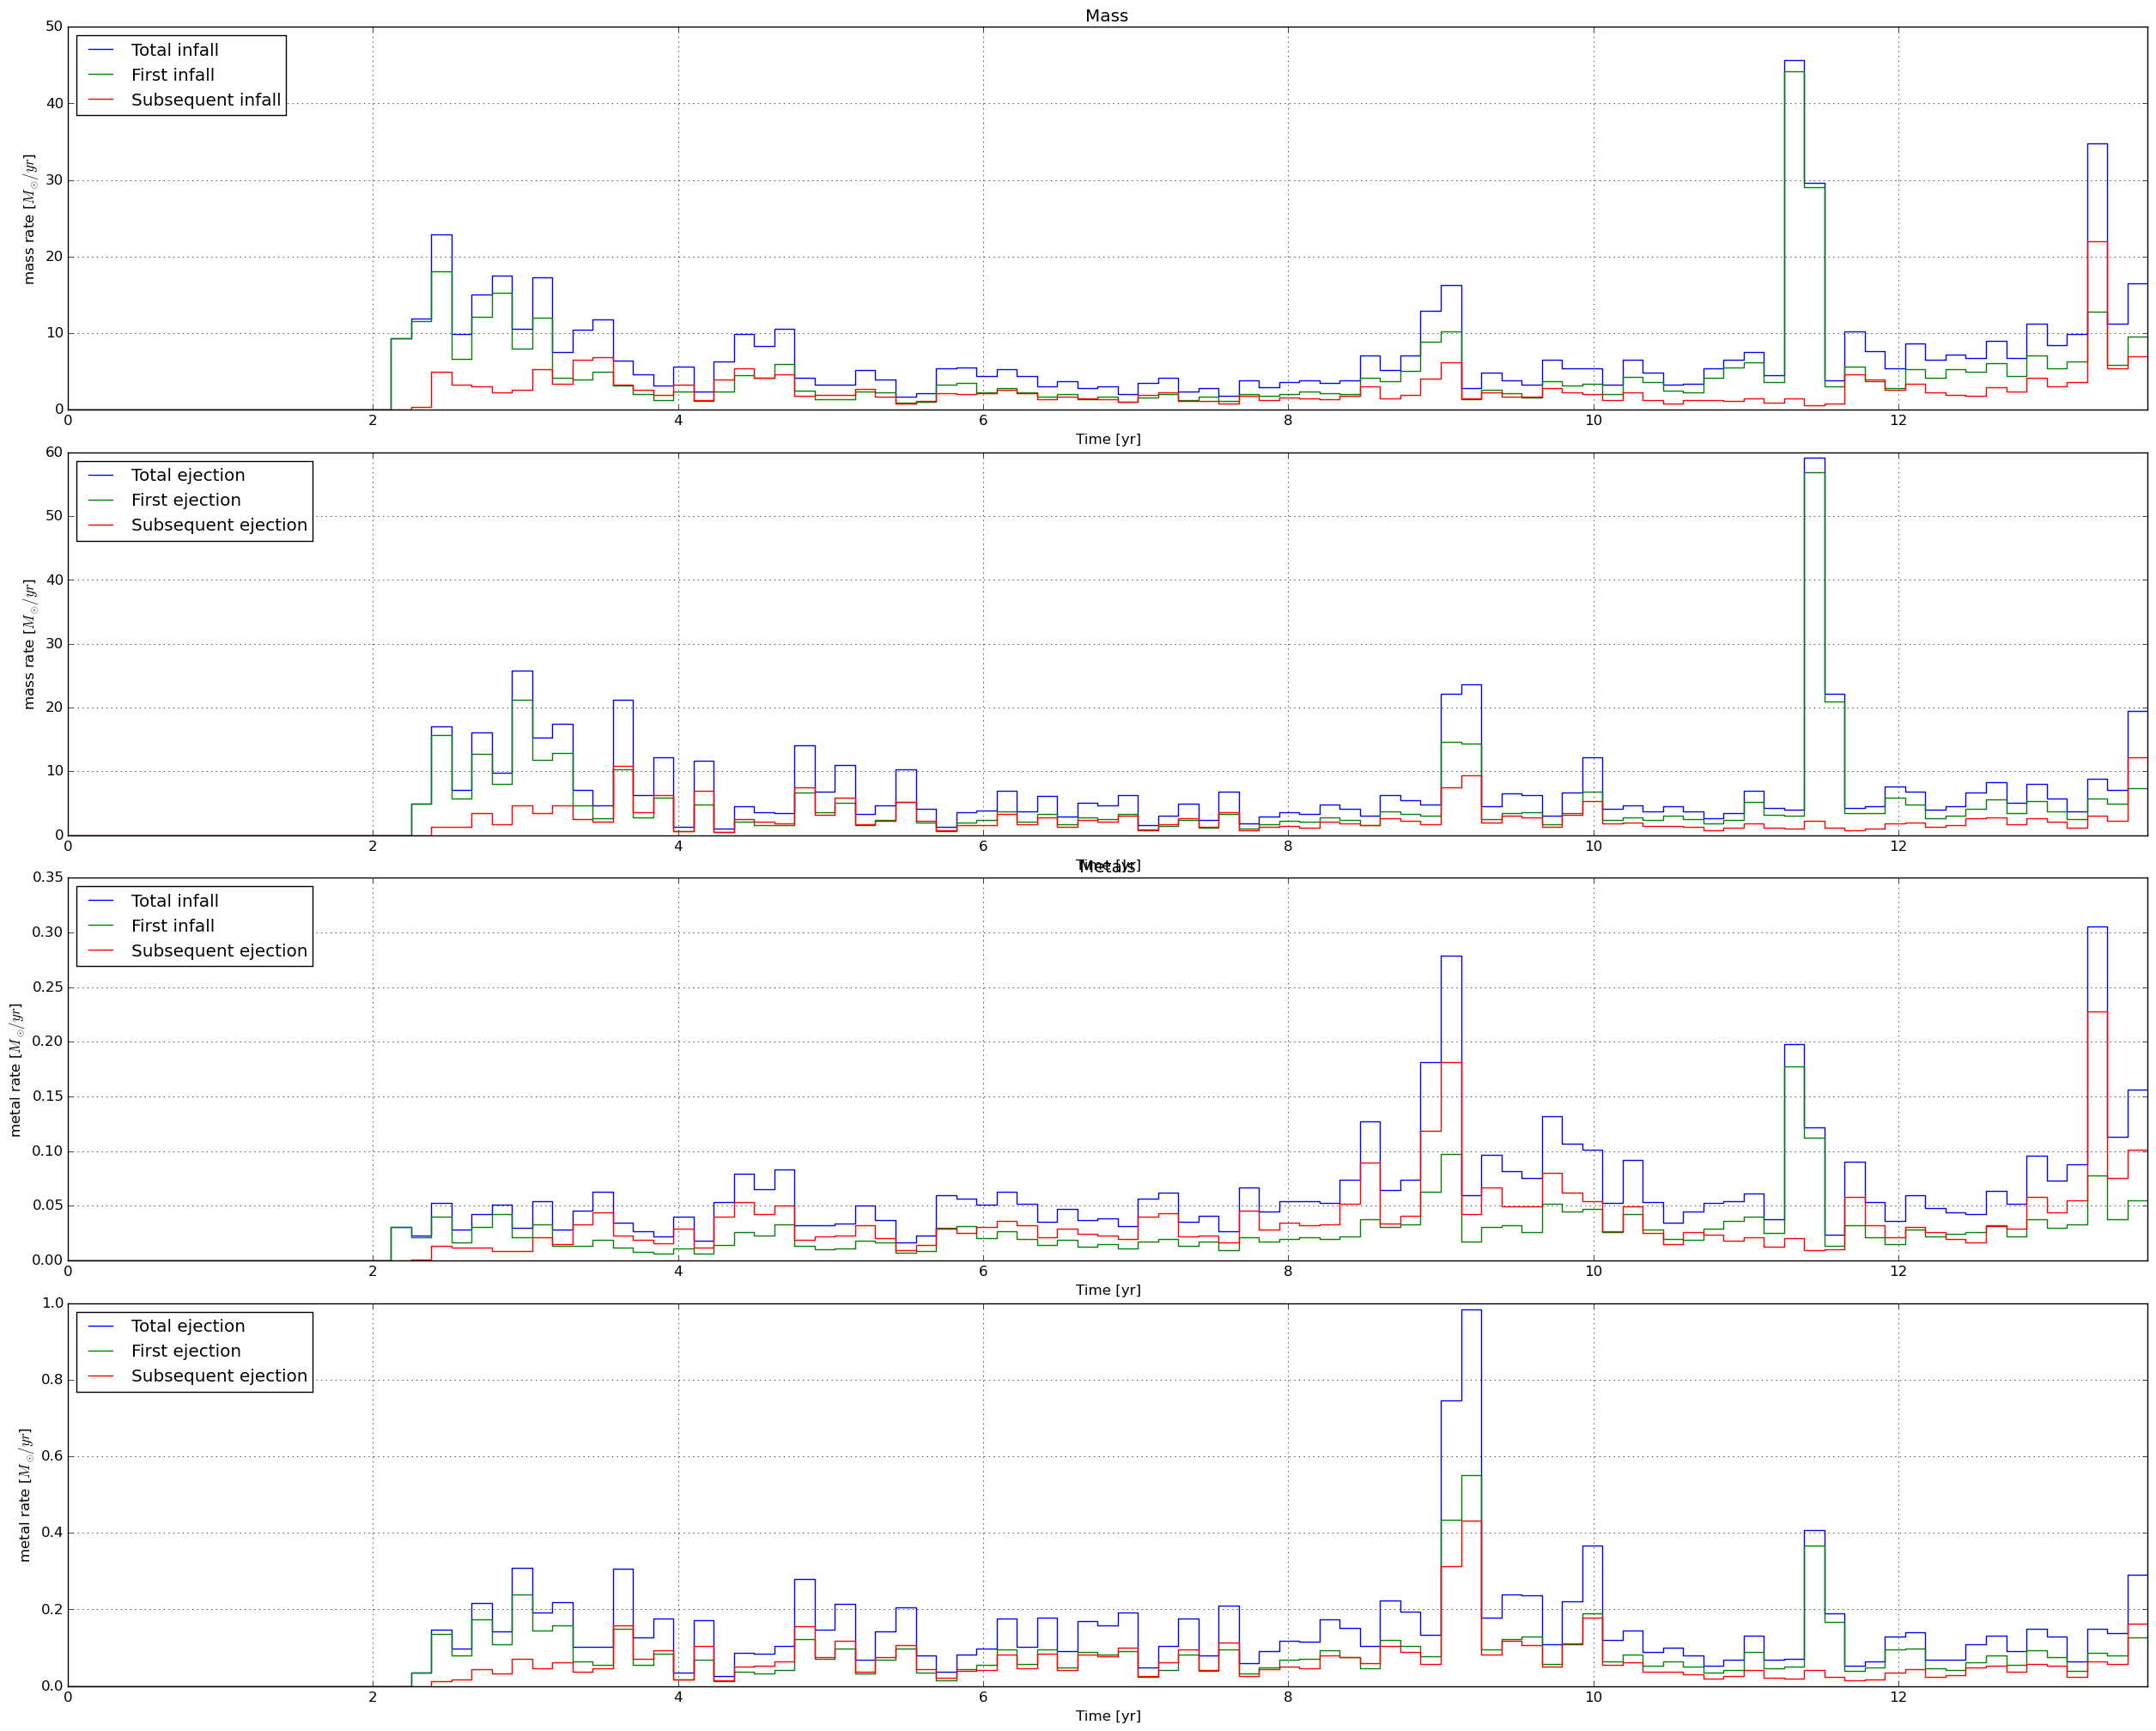 Mass
50
40
30
20
10
0
mass rate [M⊙/yr]
Total infall
First infall
Subsequent infall
0 2 4 6 8 10 12
Time [yr]
60
50
40
30
20
10
0
mass rate [M⊙/yr]
Total ejection
First ejection
Subsequent ejection
0 2 4 6 8 10 12
Time [yr]
Metals
0.35
0.30
0.25
0.20
0.15
0.10
0.05
0.00
metal rate [M⊙/yr]
Total infall
First infall
Subsequent ejection
0 2 4 6 8 10 12
Time [yr]
1.0
0.8
0.6
0.4
0.2
0.0
metal rate [M⊙/yr]
Total ejection
First ejection
Subsequent ejection
0 2 4 6 8 10 12
Time [yr]